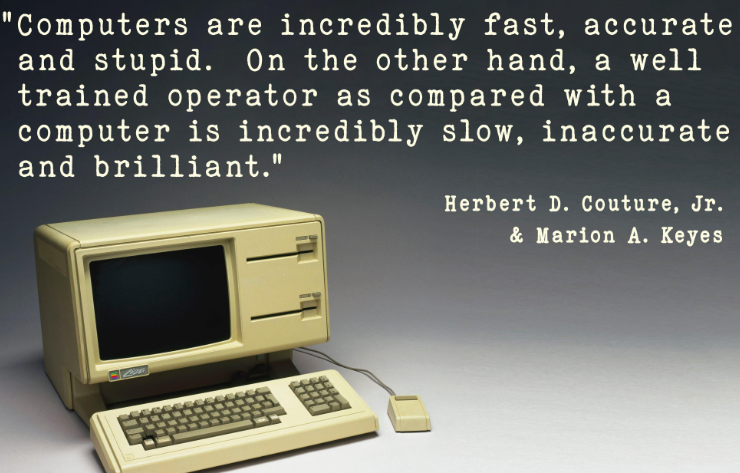 "Computers are incredibly fast, accurate
and stupid. On the other hand, a well
trained operator as compared with a
computer is incredibly slow, inaccurate
and brilliant."
Herbert D. Couture, Jr.
& Marion A. Keyes
Lisa